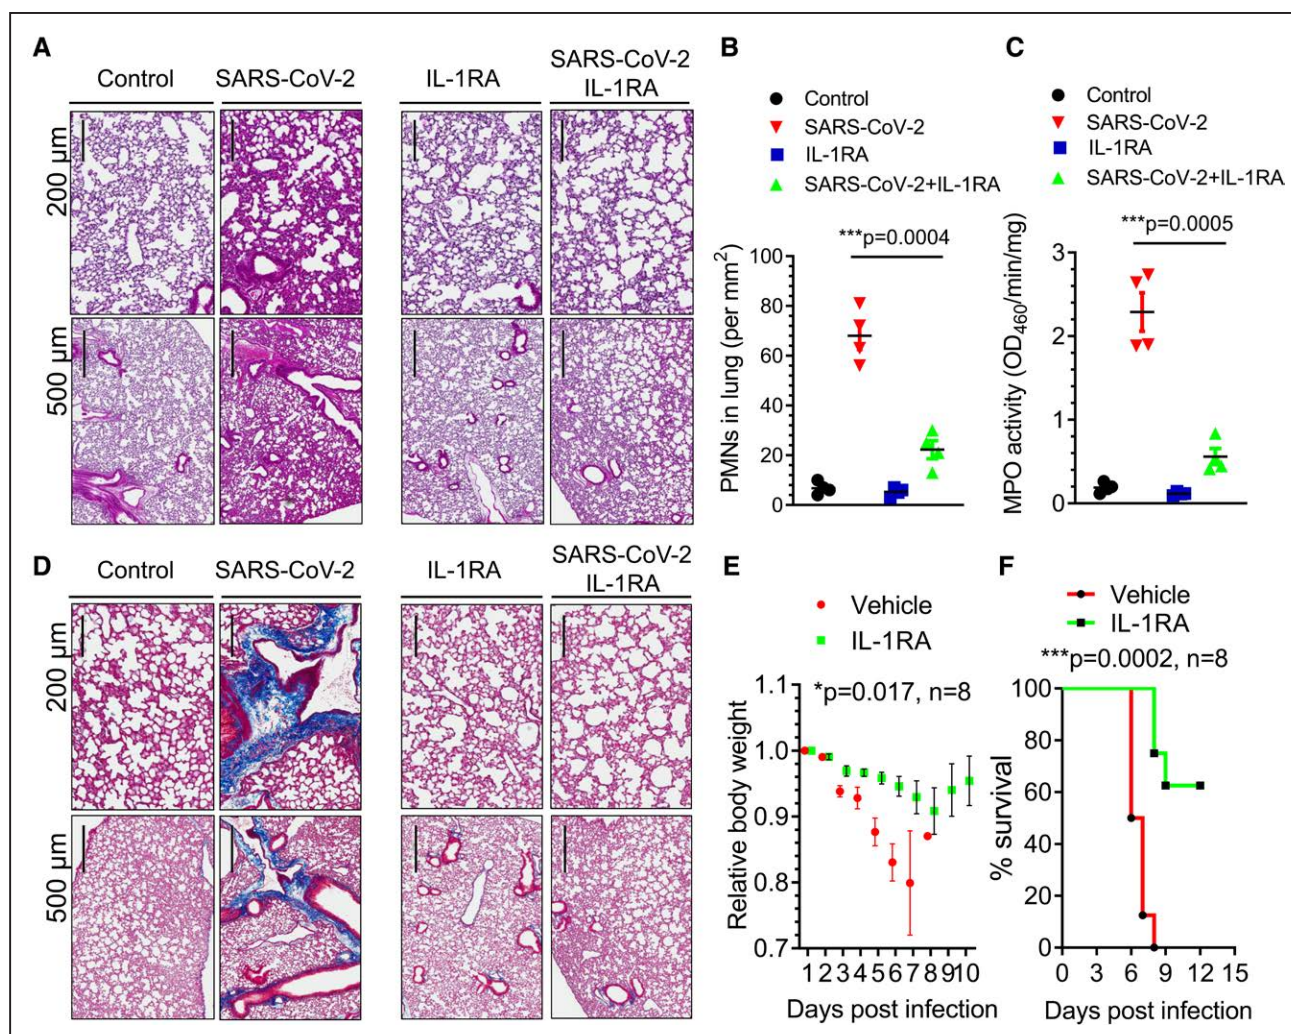 A
Control
SARS-CoV-2
IL-1RA
SARS-CoV-2
IL-1RA
200 µm
500 µm
B
Control
SARS-CoV-2
IL-1RA
SARS-CoV-2+IL-1RA
***p=0.0004
PMNs in lung (per mm²)
100
80
60
40
20
0
C
Control
SARS-CoV-2
IL-1RA
SARS-CoV-2+IL-1RA
***p=0.0005
MPO activity (OD₄₆₀/min/mg)
3
2
1
0
D
Control
SARS-CoV-2
IL-1RA
SARS-CoV-2
IL-1RA
200 µm
500 µm
E
Vehicle
IL-1RA
*p=0.017, n=8
Relative body weight
1.1
1.0
0.9
0.8
0.7
1 2 3 4 5 6 7 8 9 10
Days post infection
F
Vehicle
IL-1RA
***p=0.0002, n=8
% survival
100
80
60
40
20
0
0 3 6 9 12 15
Days post infection